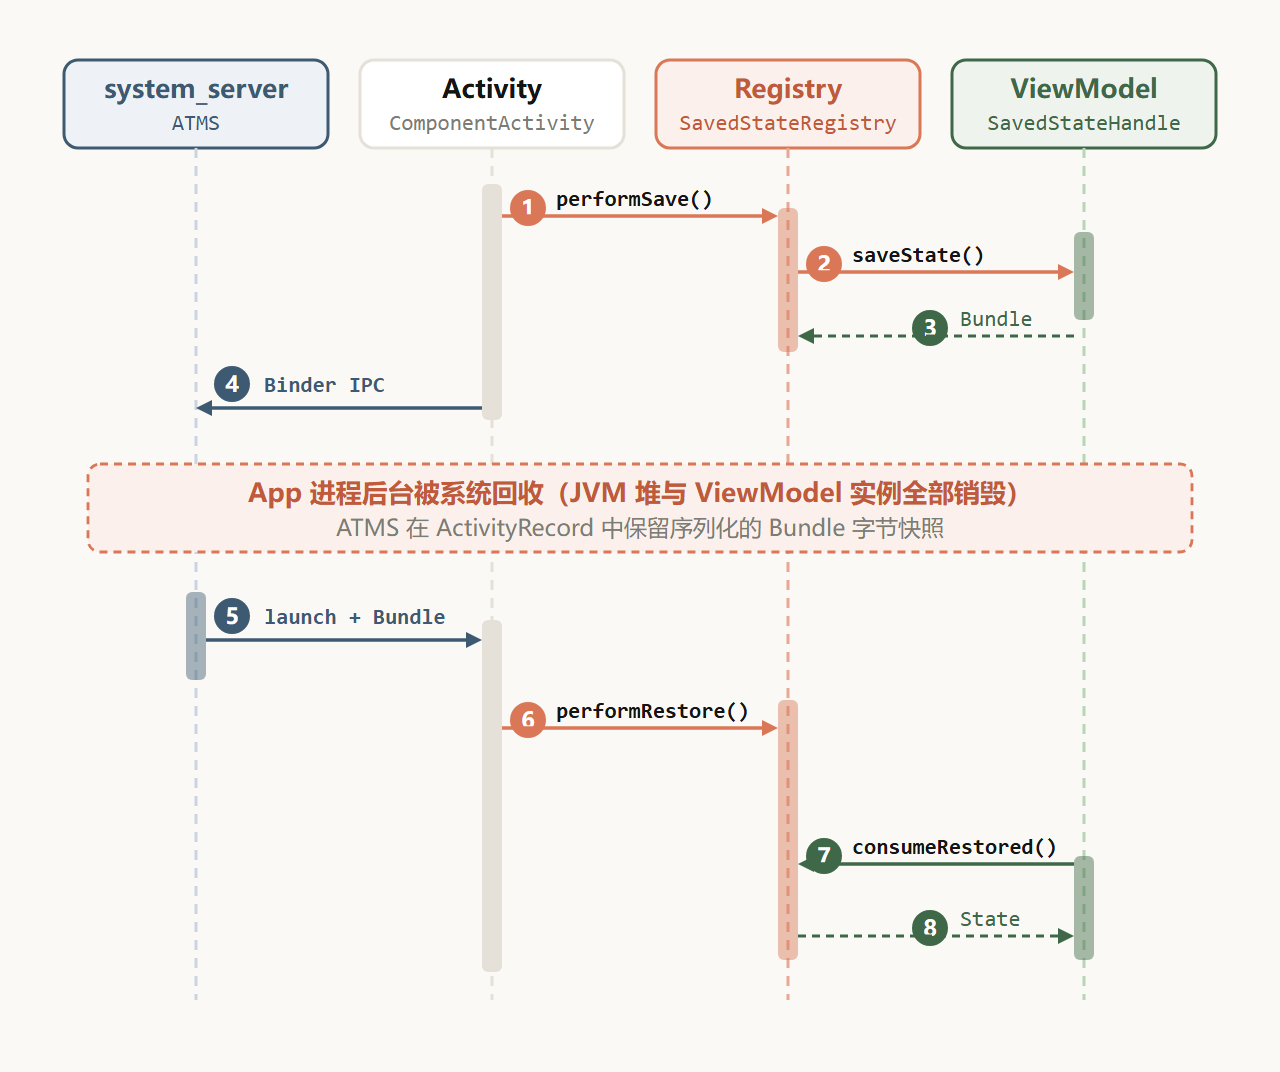 system_server
ATMS
Activity
ComponentActivity
Registry
SavedStateRegistry
ViewModel
SavedStateHandle
1 performSave()
2 saveState()
3 Bundle
4 Binder IPC
App 进程后台被系统回收（JVM 堆与 ViewModel 实例全部销毁）
ATMS 在 ActivityRecord 中保留序列化的 Bundle 字节快照
5 launch + Bundle
6 performRestore()
7 consumeRestored()
8 State